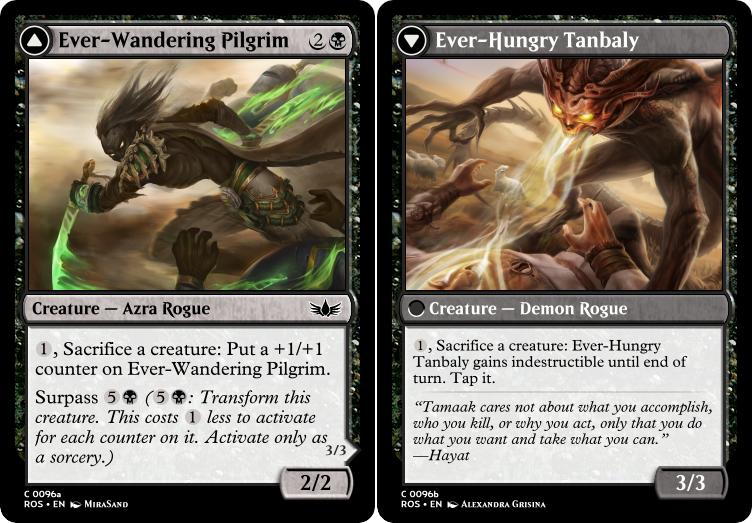 Ever-Wandering Pilgrim 2
Creature — Azra Rogue
1, Sacrifice a creature: Put a +1/+1
counter on Ever-Wandering Pilgrim.
Surpass 5 (5: Transform this
creature. This costs 1 less to activate
for each counter on it. Activate only as
a sorcery.)
3/3
2/2
C 0096a
ROS • EN MiraSand
Ever-Hungry Tanbaly
Creature — Demon Rogue
1, Sacrifice a creature: Ever-Hungry
Tanbaly gains indestructible until end of
turn. Tap it.
“Tamaak cares not about what you accomplish,
who you kill, or why you act, only that you do
what you want and take what you can.”
—Hayat
3/3
C 0096b
ROS • EN Alexandra Grisina